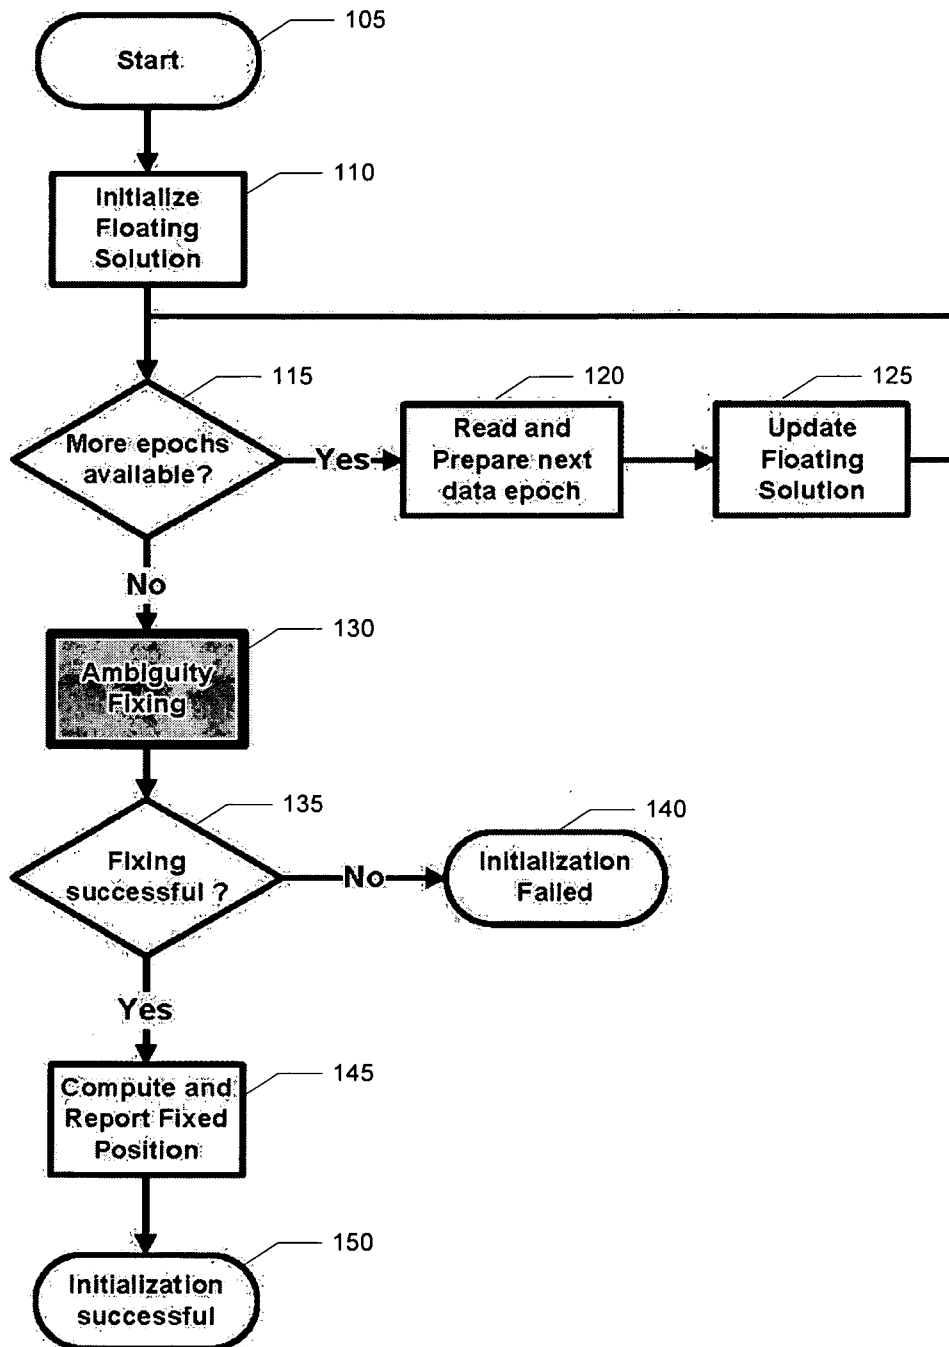 105
Start
110
Initialize
Floating
Solution
115
More epochs
available?
Yes
120
Read and
Prepare next
data epoch
125
Update
Floating
Solution
No
130
Ambiguity
Fixing
135
Fixing
successful ?
No
140
Initialization
Failed
Yes
145
Compute and
Report Fixed
Position
150
Initialization
successful